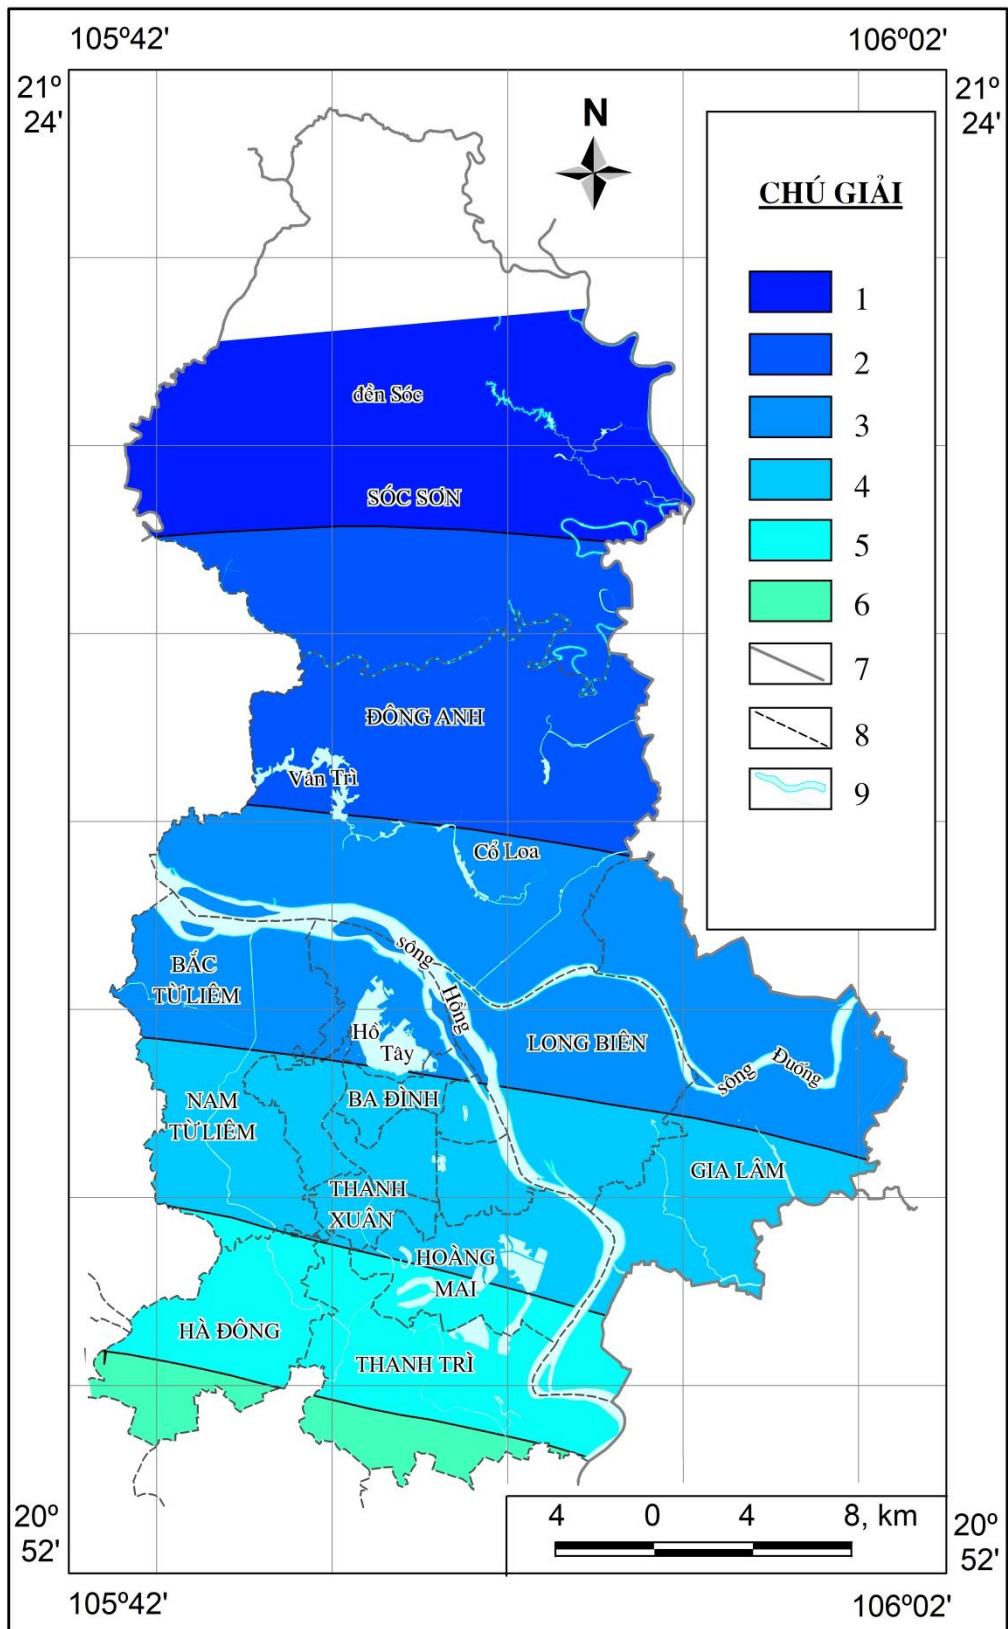 105º42'
106º02'
21º
24'
21º
24'
N
CHÚ GIẢI
1
2
3
4
5
6
7
8
9
đền Sóc
SÓC SƠN
ĐÔNG ANH
Vân Trì
Cổ Loa
sông
Hồng
BẮC
TỪ LIÊM
Hồ
Tây
LONG BIÊN
sông
Đuống
BA ĐÌNH
NAM
TỪ LIÊM
GIA LÂM
THANH
XUÂN
HOÀNG
MAI
HÀ ĐÔNG
THANH TRÌ
4
0
4
8, km
20º
52'
20º
52'
105º42'
106º02'